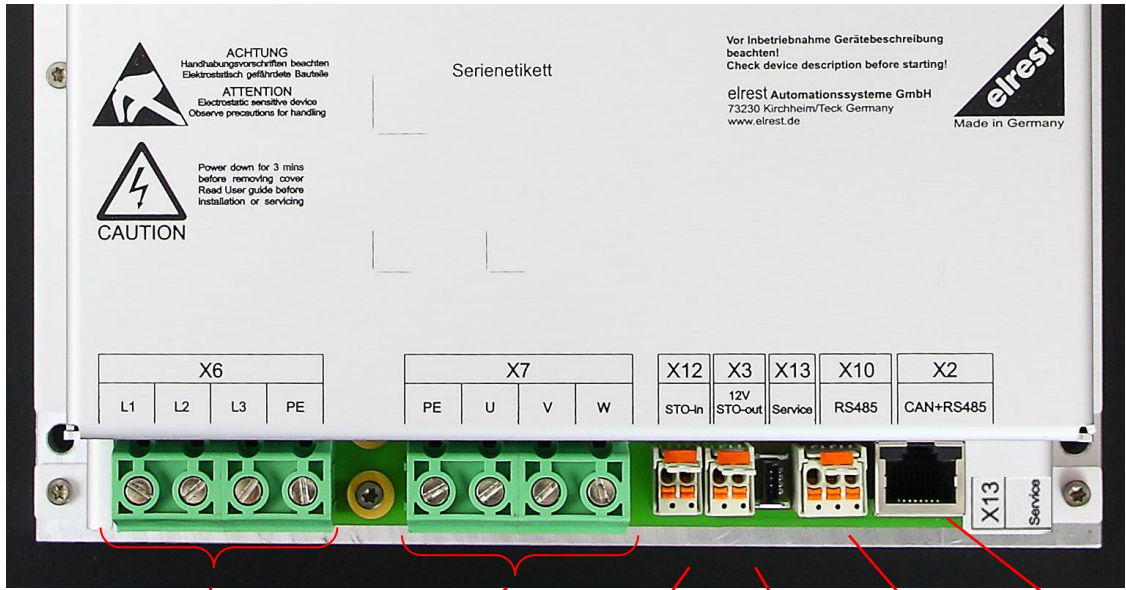 ACHTUNG
Handhabungsvorschriften beachten
Elektrostatisch gefährdete Bauteile
ATTENTION
Electrostatic sensitive device
Observe precautions for handling
Power down for 3 mins
before removing cover
Read User guide before
installation or servicing
CAUTION
Serienetikett
Vor Inbetriebnahme Gerätebeschreibung
beachten!
Check device description before starting!
elrest Automationssysteme GmbH
73230 Kirchheim/Teck Germany
www.elrest.de
elrest
Made in Germany
X6
L1 L2 L3 PE
X7
PE U V W
X12
STO-in
X3
12V
STO-out
X13
Service
X10
RS485
X2
CAN+RS485
X13
Service